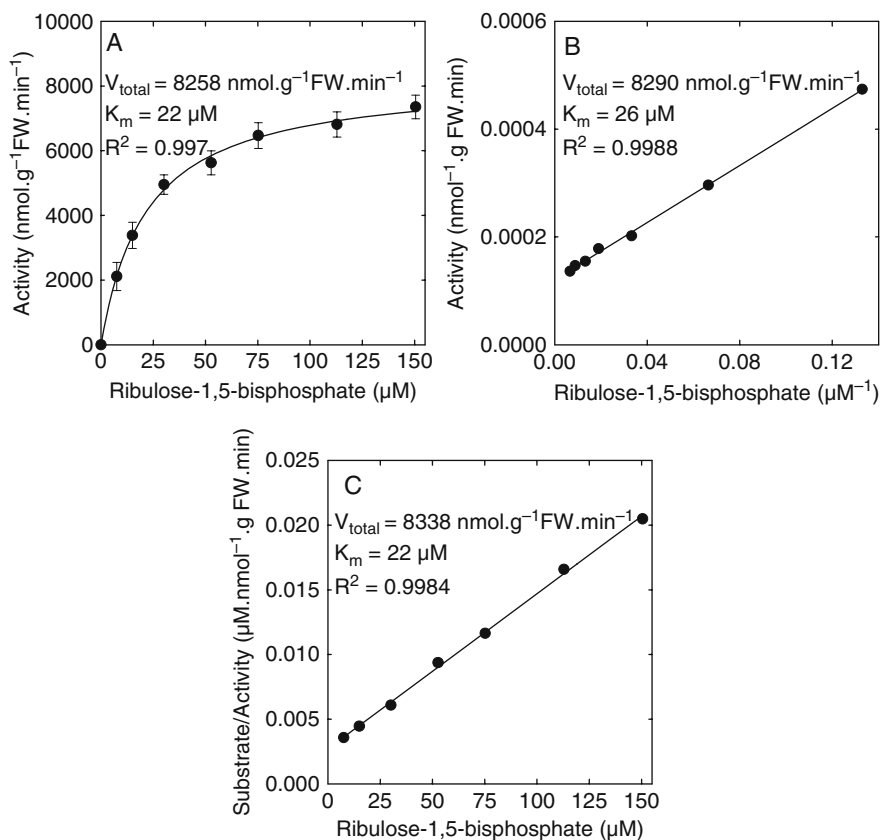 A
V_total = 8258 nmol.g⁻¹FW.min⁻¹
K_m = 22 µM
R² = 0.997
Activity (nmol.g⁻¹FW.min⁻¹)
10000
8000
6000
4000
2000
0
0 25 50 75 100 125 150
Ribulose-1,5-bisphosphate (µM)
B
V_total = 8290 nmol.g⁻¹FW.min⁻¹
K_m = 26 µM
R² = 0.9988
Activity (nmol⁻¹.g FW.min)
0.0006
0.0004
0.0002
0.0000
0.00 0.04 0.08 0.12
Ribulose-1,5-bisphosphate (µM⁻¹)
C
V_total = 8338 nmol.g⁻¹FW.min⁻¹
K_m = 22 µM
R² = 0.9984
Substrate/Activity (µM.nmol⁻¹.g FW.min)
0.025
0.020
0.015
0.010
0.005
0.000
0 25 50 75 100 125 150
Ribulose-1,5-bisphosphate (µM)